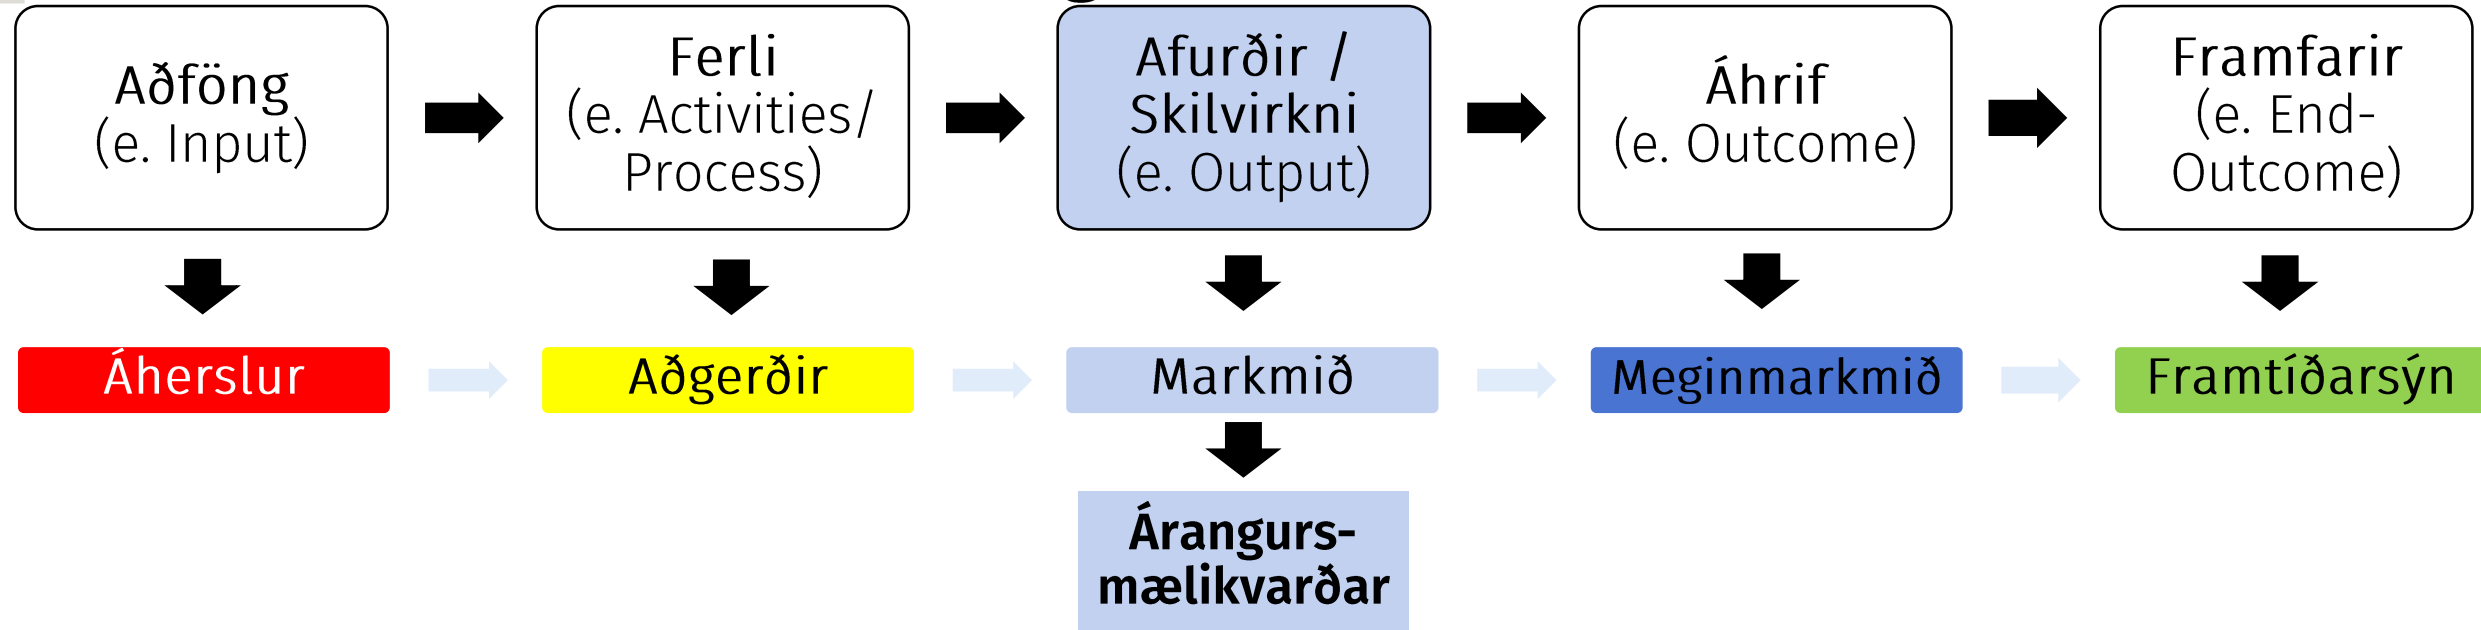 Aðföng
(e. Input)
Ferli
(e. Activities/
Process)
Afurðir /
Skilvirkni
(e. Output)
Áhrif
(e. Outcome)
Framfarir
(e. End-
Outcome)
Áherslur
Aðgerðir
Markmið
Meginmarkmið
Framtíðarsýn
Árangurs-
mælikvarðar